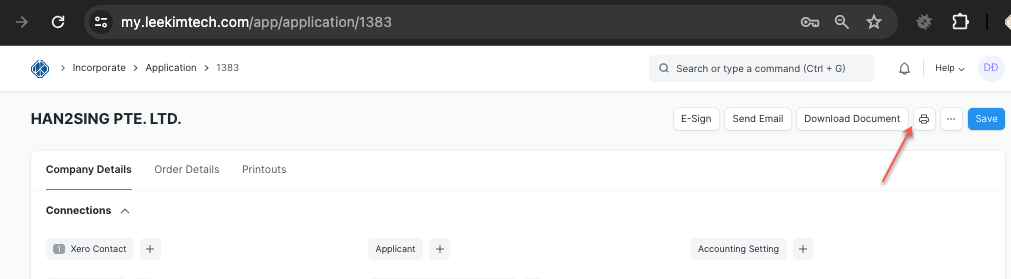 my.leekimtech.com/app/application/1383
Incorporate > Application > 1383
Search or type a command (Ctrl + G)
Help
DĐ
HAN2SING PTE. LTD.
E-Sign
Send Email
Download Document
...
Save
Company Details
Order Details
Printouts
Connections
1 Xero Contact +
Applicant +
Accounting Setting +